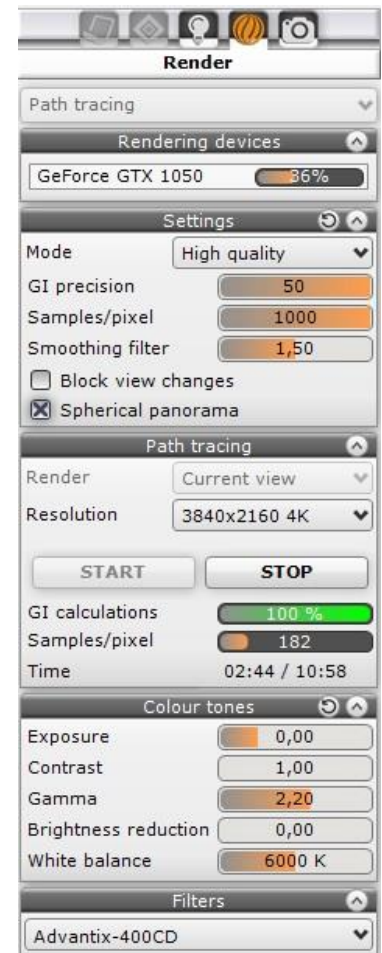 Render
Path tracing
Rendering devices
GeForce GTX 1050 36%
Settings
Mode High quality
GI precision 50
Samples/pixel 1000
Smoothing filter 1,50
Block view changes
Spherical panorama
Path tracing
Render Current view
Resolution 3840x2160 4K
START STOP
GI calculations 100 %
Samples/pixel 182
Time 02:44 / 10:58
Colour tones
Exposure 0,00
Contrast 1,00
Gamma 2,20
Brightness reduction 0,00
White balance 6000 K
Filters
Advantix-400CD